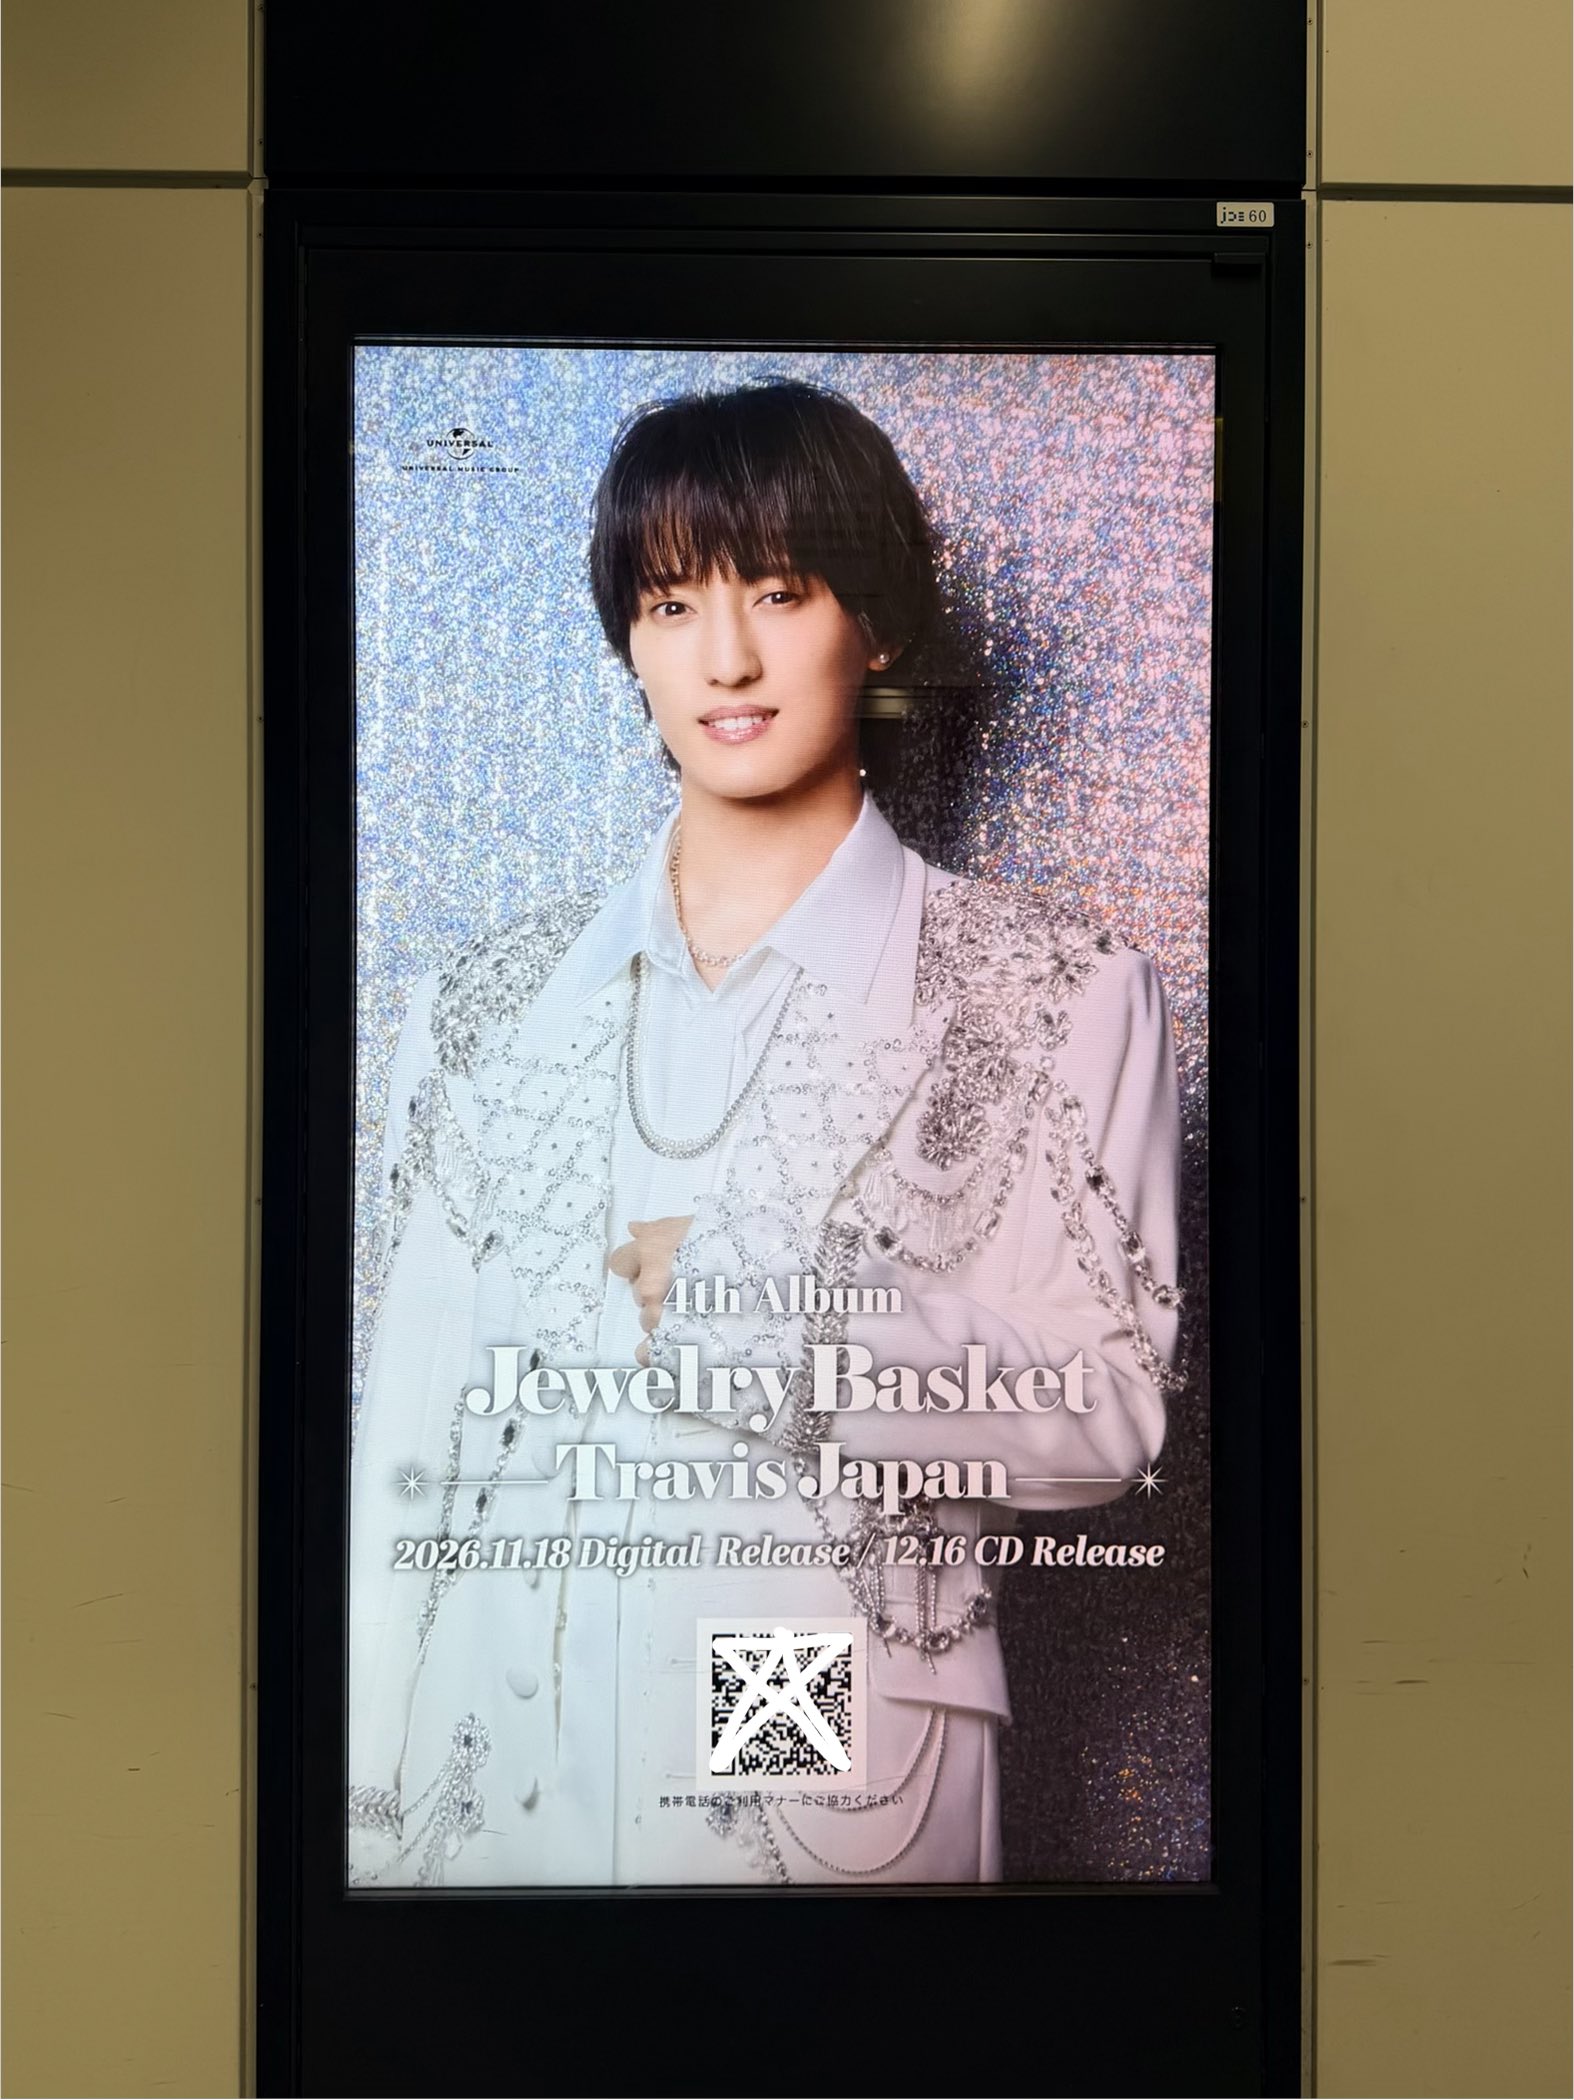 jɔɛ 60
UNIVERSAL
UNIVERSAL MUSIC GROUP
4th Album
Jewelry Basket
Travis Japan
2026.11.18 Digital Release / 12.16 CD Release
携帯電話のご利用マナーにご協力ください